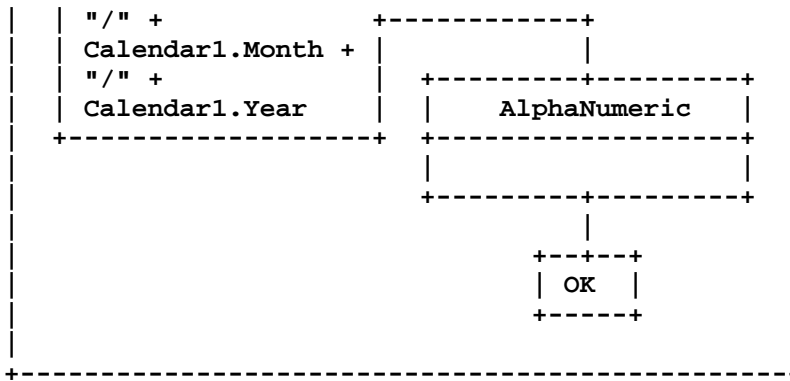 |   | "/" +             +-------------+
|   | Calendar1.Month + |             |
|   | "/" +             |  +---------+---------+
|   | Calendar1.Year    |  |    AlphaNumeric   |
|   +-------------------+  +-------------------+
|                          |                   |
|                          +---------+---------+
|                                    |
|                                 +--+--+
|                                 | OK  |
|                                 +-----+
|
+------------------------------------------------